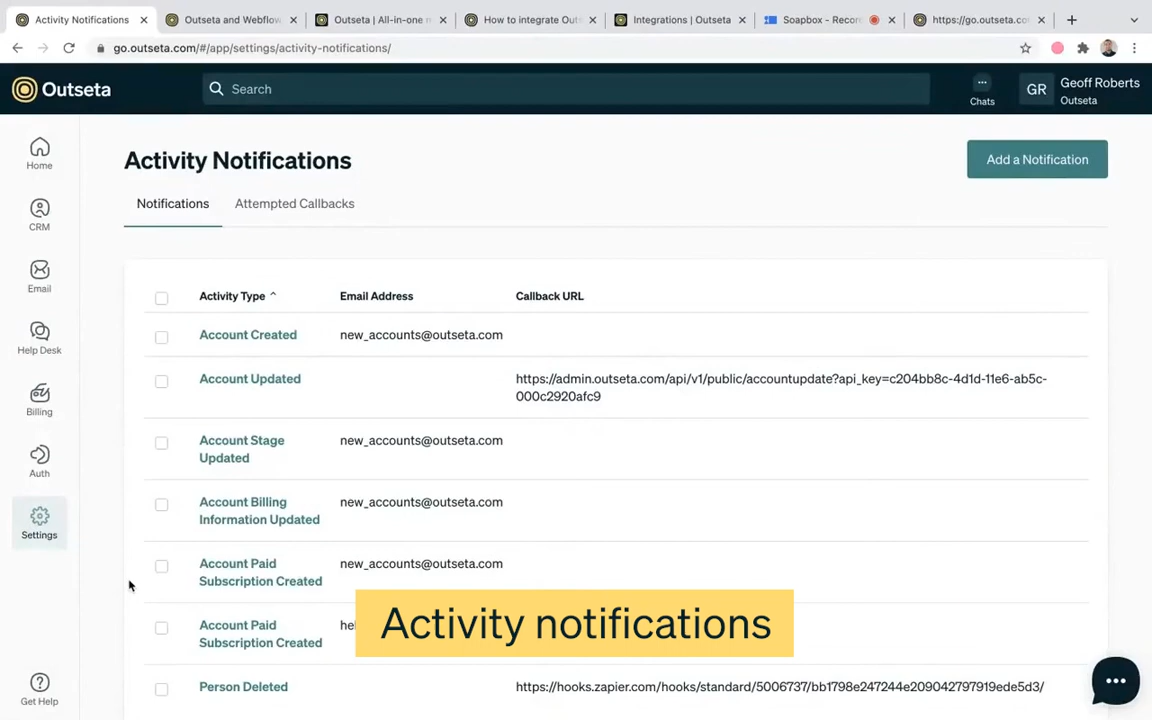 Activity Notifications
Outseta and Webflow
Outseta | All-in-one
How to integrate Out
Integrations | Outseta
Soapbox - Recor
https://go.outseta.co
go.outseta.com/#/app/settings/activity-notifications/
Outseta
Search
Chats
GR
Geoff Roberts
Outseta
Home
CRM
Email
Help Desk
Billing
Auth
Settings
Get Help
Activity Notifications
Add a Notification
Notifications
Attempted Callbacks
Activity Type
Email Address
Callback URL
Account Created
new_accounts@outseta.com
Account Updated
https://admin.outseta.com/api/v1/public/accountupdate?api_key=c204bb8c-4d1d-11e6-ab5c-
000c2920afc9
Account Stage
Updated
new_accounts@outseta.com
Account Billing
Information Updated
new_accounts@outseta.com
Account Paid
Subscription Created
new_accounts@outseta.com
Account Paid
Subscription Created
Activity notifications
Person Deleted
https://hooks.zapier.com/hooks/standard/5006737/bb1798e247244e209042797919ede5d3/